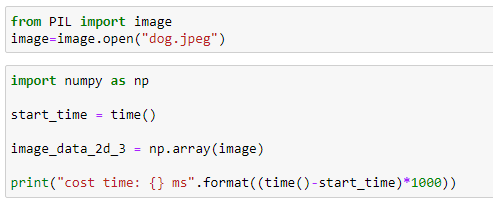 from PIL import image
image=image.open("dog.jpeg")
import numpy as np
start_time = time()
image_data_2d_3 = np.array(image)
print("cost time: {} ms".format((time()-start_time)*1000))